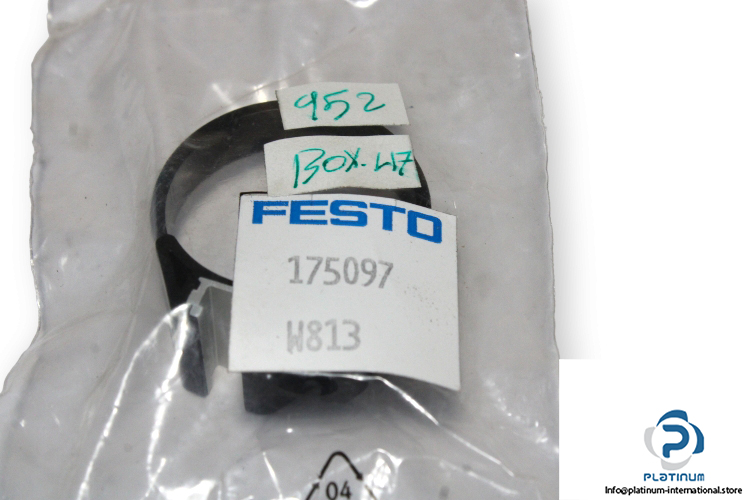 952
BOX-47
FESTO
175097
W813
04
PLATINUM
Info@platinum-international.store